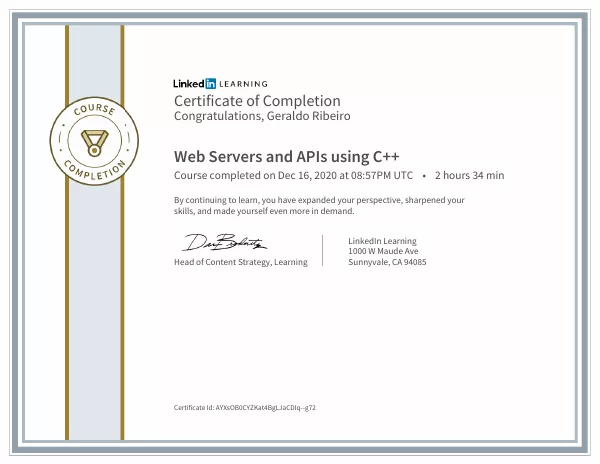 COURSE
COMPLETION
Linked in LEARNING
Certificate of Completion
Congratulations, Geraldo Ribeiro
Web Servers and APIs using C++
Course completed on Dec 16, 2020 at 08:57PM UTC • 2 hours 34 min
By continuing to learn, you have expanded your perspective, sharpened your
skills, and made yourself even more in demand.
Head of Content Strategy, Learning
LinkedIn Learning
1000 W Maude Ave
Sunnyvale, CA 94085
Certificate Id: AYXsOB0CYZKat4BgLJaCDlq--g72